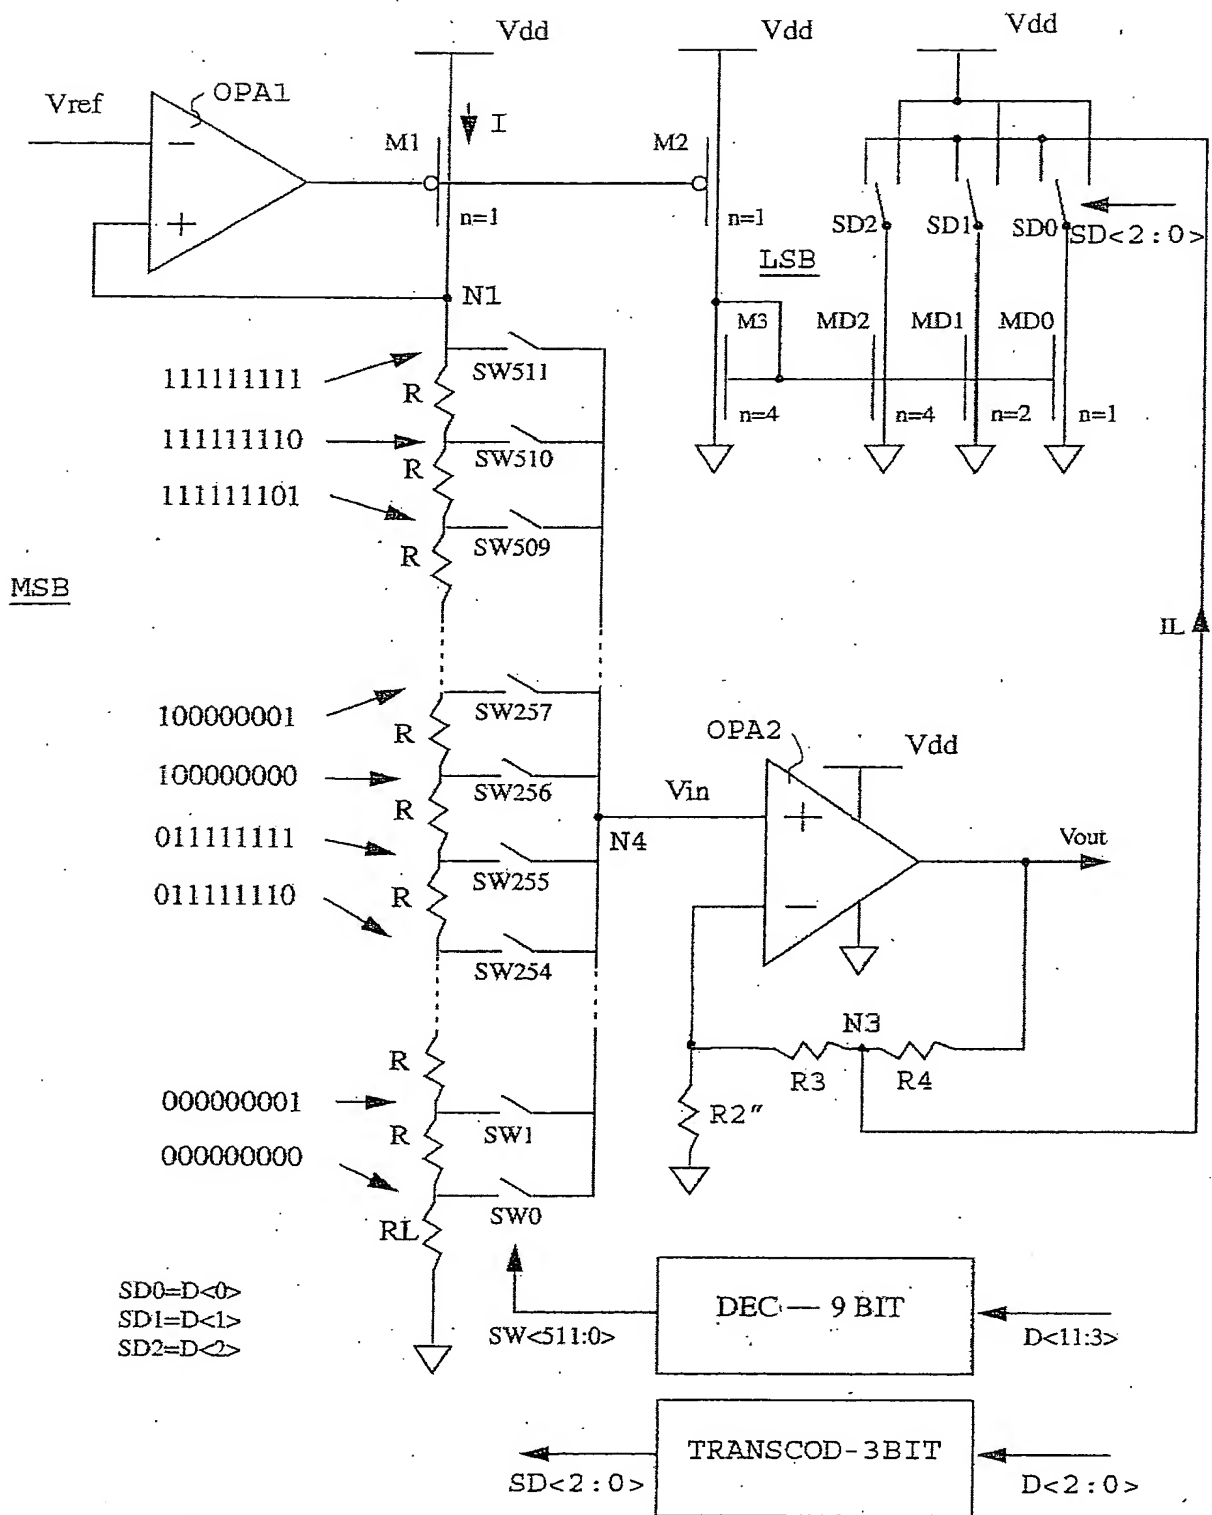 Vdd
Vdd
Vdd
Vref
OPA1
I
M1
M2
n=1
n=1
SD2
SD1
SD0
SD<2:0>
LSB
N1
M3
MD2
MD1
MD0
n=4
n=4
n=2
n=1
111111111
R
SW511
111111110
R
SW510
111111101
R
SW509
MSB
IL
100000001
R
SW257
OPA2
Vdd
100000000
R
SW256
Vin
N4
Vout
011111111
R
SW255
011111110
SW254
N3
R
R3
R4
000000001
R
SW1
R2"
000000000
RL
SW0
SD0=D<0>
SD1=D<1>
SD2=D<2>
SW<511:0>
DEC — 9 BIT
D<11:3>
SD<2:0>
TRANSCOD-3BIT
D<2:0>